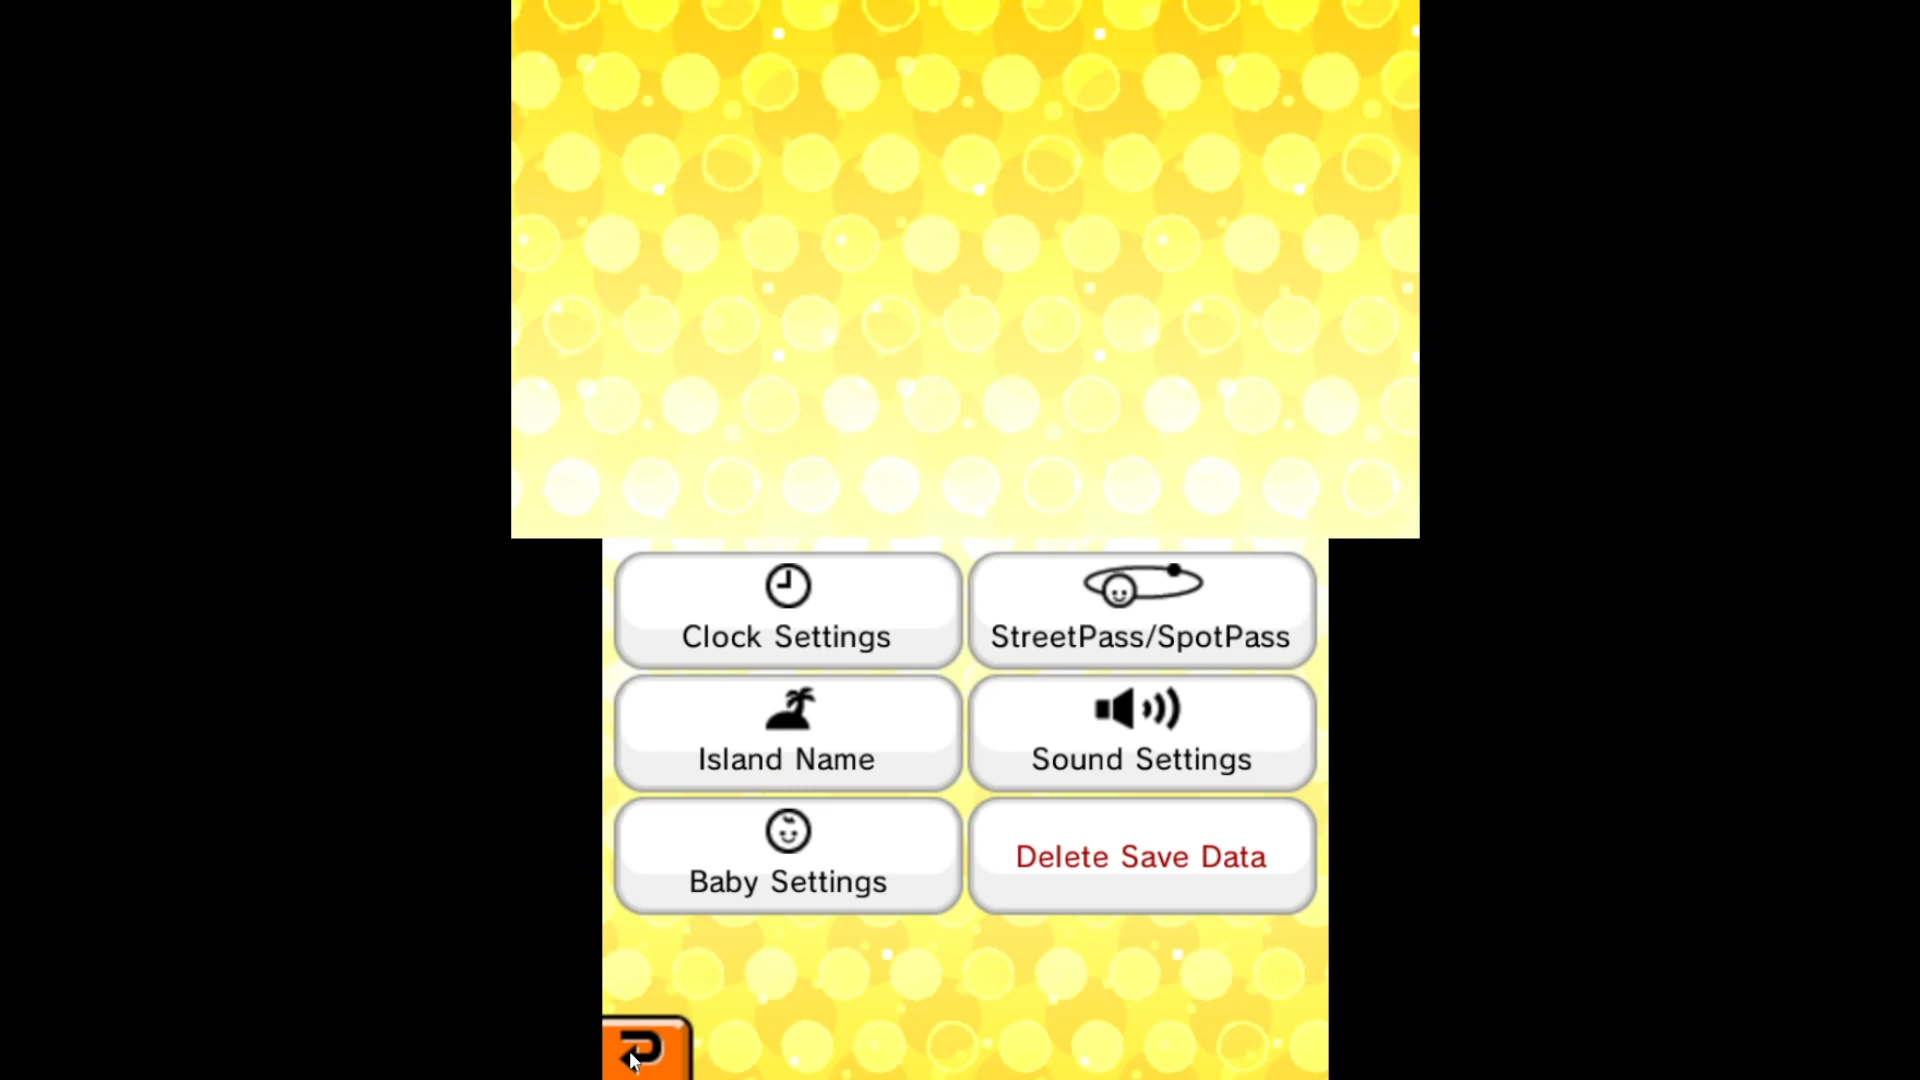 Clock Settings
StreetPass/SpotPass
Island Name
Sound Settings
Baby Settings
Delete Save Data